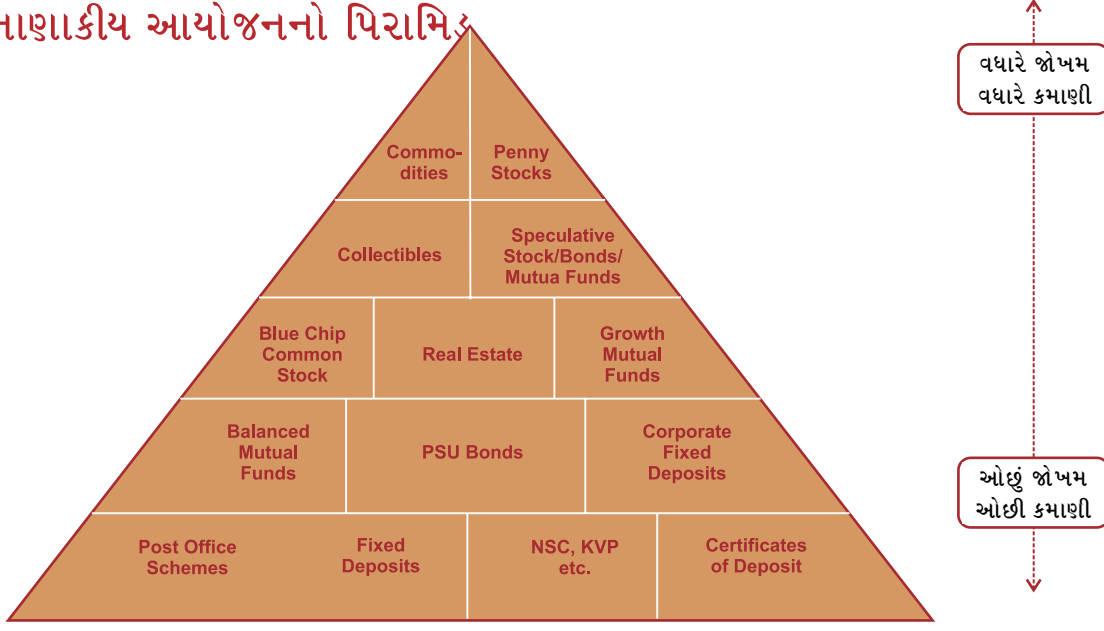 આયોજનનો પિરામિડ
વધારે જોખમ
વધારે કમાણી
Commo-
dities
Penny
Stocks
Collectibles
Speculative
Stock/Bonds/
Mutua Funds
Blue Chip
Common
Stock
Real Estate
Growth
Mutual
Funds
Balanced
Mutual
Funds
PSU Bonds
Corporate
Fixed
Deposits
ઓછું જોખમ
ઓછી કમાણી
Post Office
Schemes
Fixed
Deposits
NSC, KVP
etc.
Certificates
of Deposit